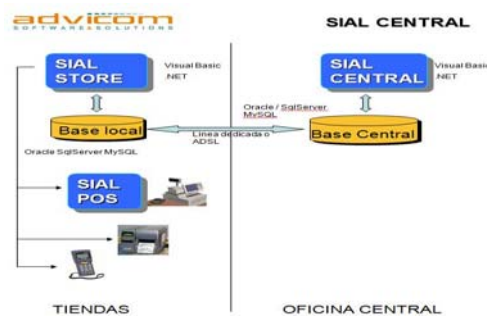 advicom
SOFTWARE&SOLUTIONS
SIAL CENTRAL
SIAL
STORE
Visual Basic
.NET
SIAL
CENTRAL
Visual Basic
.NET
Oracle / SqlServer
MySQL
Base local
Línea dedicada o
ADSL
Base Central
Oracle SqlServer MySQL
SIAL
POS
TIENDAS
OFICINA CENTRAL